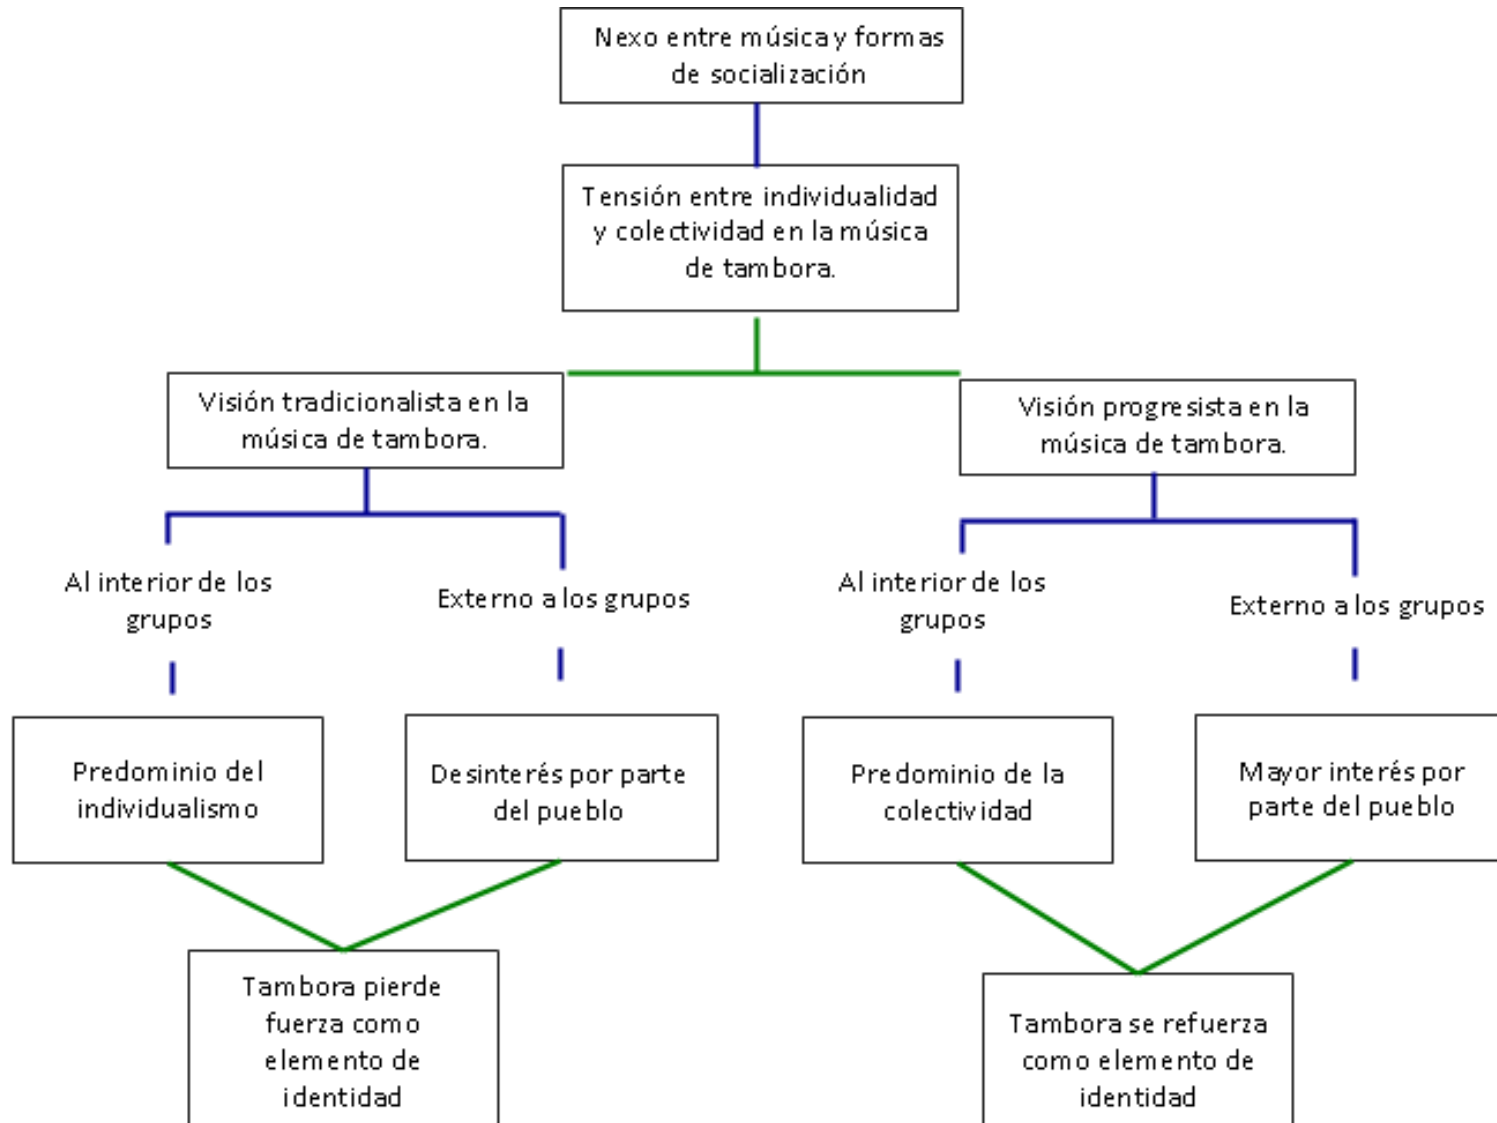 Nexo entre música y formas
de socialización
Tensión entre individualidad
y colectividad en la música
de tambora.
Visión tradicionalista en la
música de tambora.
Visión progresista en la
música de tambora.
Al interior de los
grupos
Externo a los grupos
Al interior de los
grupos
Externo a los grupos
Predominio del
individualismo
Desinterés por parte
del pueblo
Predominio de la
colectividad
Mayor interés por
parte del pueblo
Tambora pierde
fuerza como
elemento de
identidad
Tambora se refuerza
como elemento de
identidad